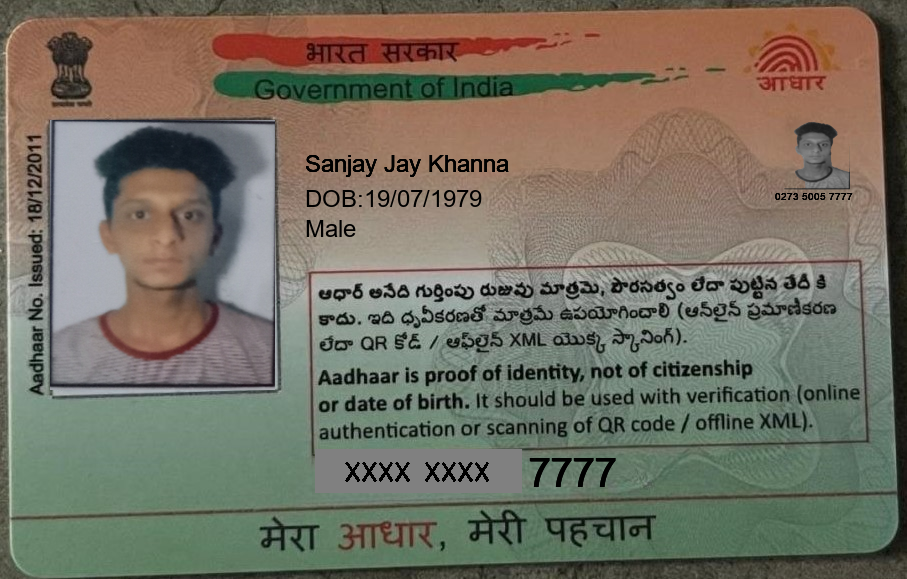 भारत सरकार
Government of India
आधार
Aadhaar No. Issued: 18/12/2011
Sanjay Jay Khanna
DOB:19/07/1979
Male
0273 5005 7777
ఆధార్ అనేది గుర్తింపు రుజువు మాత్రమె, పౌరసత్వం లేదా పుట్టిన తేదీ కి
కాదు. ఇది ధృవీకరణతో మాత్రమే ఉపయోగించాలి (ఆన్‌లైన్ ప్రమాణీకరణ
లేదా QR కోడ్ / ఆఫ్‌లైన్ XML యొక్క స్కానింగ్).
Aadhaar is proof of identity, not of citizenship
or date of birth. It should be used with verification (online
authentication or scanning of QR code / offline XML).
XXXX XXXX 7777
मेरा आधार, मेरी पहचान